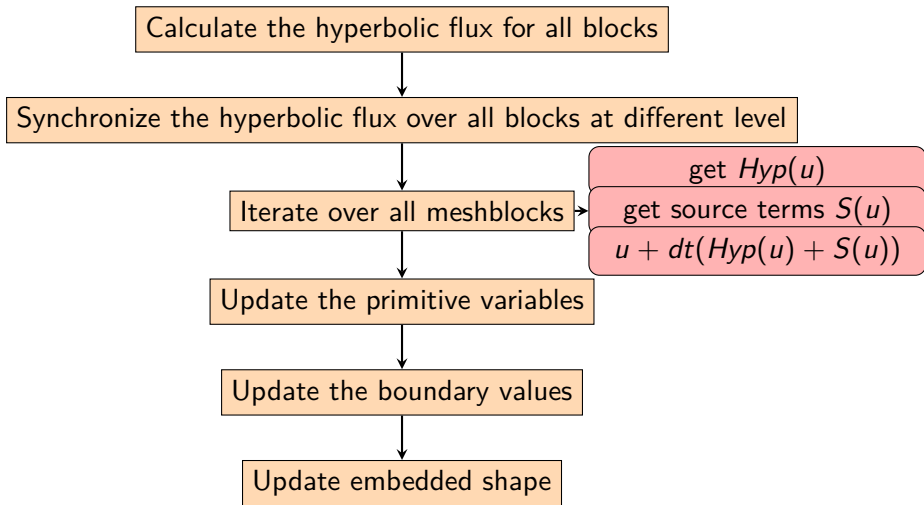 Calculate the hyperbolic flux for all blocks
Synchronize the hyperbolic flux over all blocks at different level
Iterate over all meshblocks
get Hyp(u)
get source terms S(u)
u + dt(Hyp(u) + S(u))
Update the primitive variables
Update the boundary values
Update embedded shape